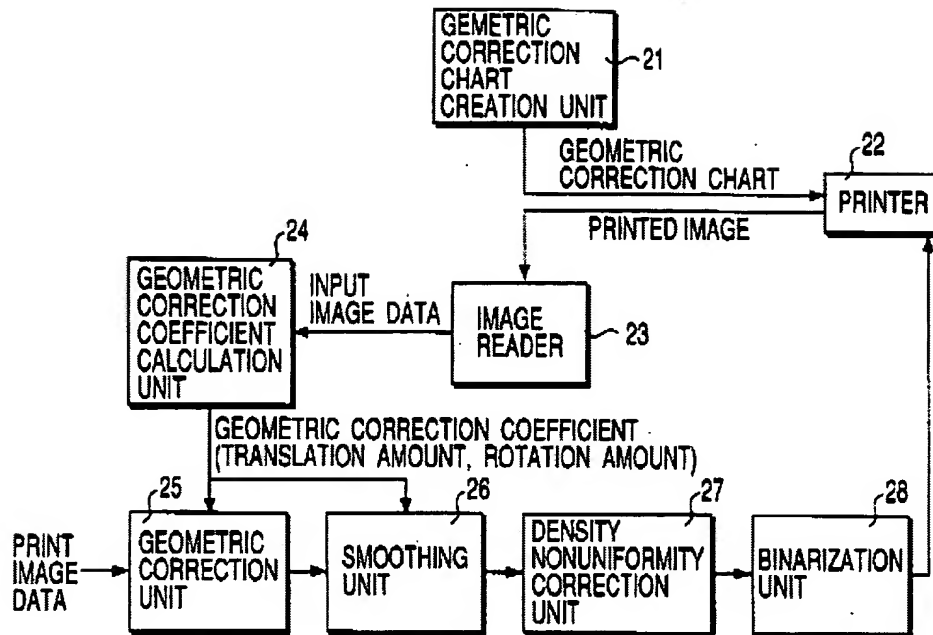 GEMETRIC
CORRECTION
CHART
CREATION UNIT
21
GEOMETRIC
CORRECTION CHART
22
PRINTER
PRINTED IMAGE
24
GEOMETRIC
CORRECTION
COEFFICIENT
CALCULATION
UNIT
INPUT
IMAGE DATA
IMAGE
READER
23
GEOMETRIC CORRECTION COEFFICIENT
(TRANSLATION AMOUNT, ROTATION AMOUNT)
PRINT
IMAGE
DATA
25
GEOMETRIC
CORRECTION
UNIT
26
SMOOTHING
UNIT
27
DENSITY
NONUNIFORMITY
CORRECTION
UNIT
28
BINARIZATION
UNIT